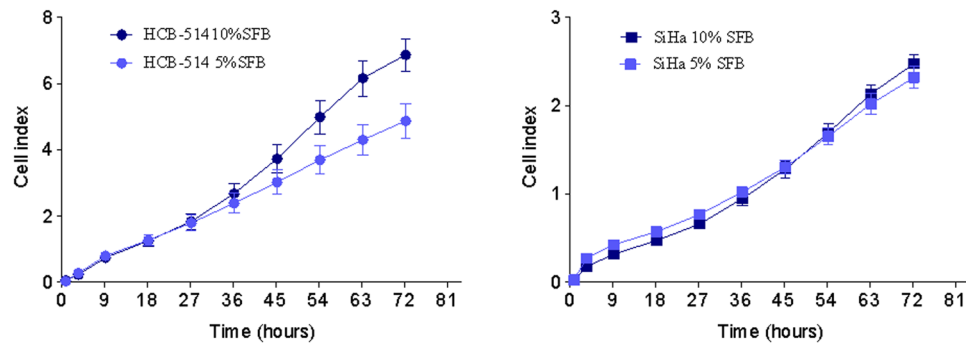 8
6
4
2
0
Cell index
HCB-51410%SFB
HCB-514 5%SFB
0 9 18 27 36 45 54 63 72 81
Time (hours)
3
2
1
0
Cell index
SiHa 10% SFB
SiHa 5% SFB
0 9 18 27 36 45 54 63 72 81
Time (hours)